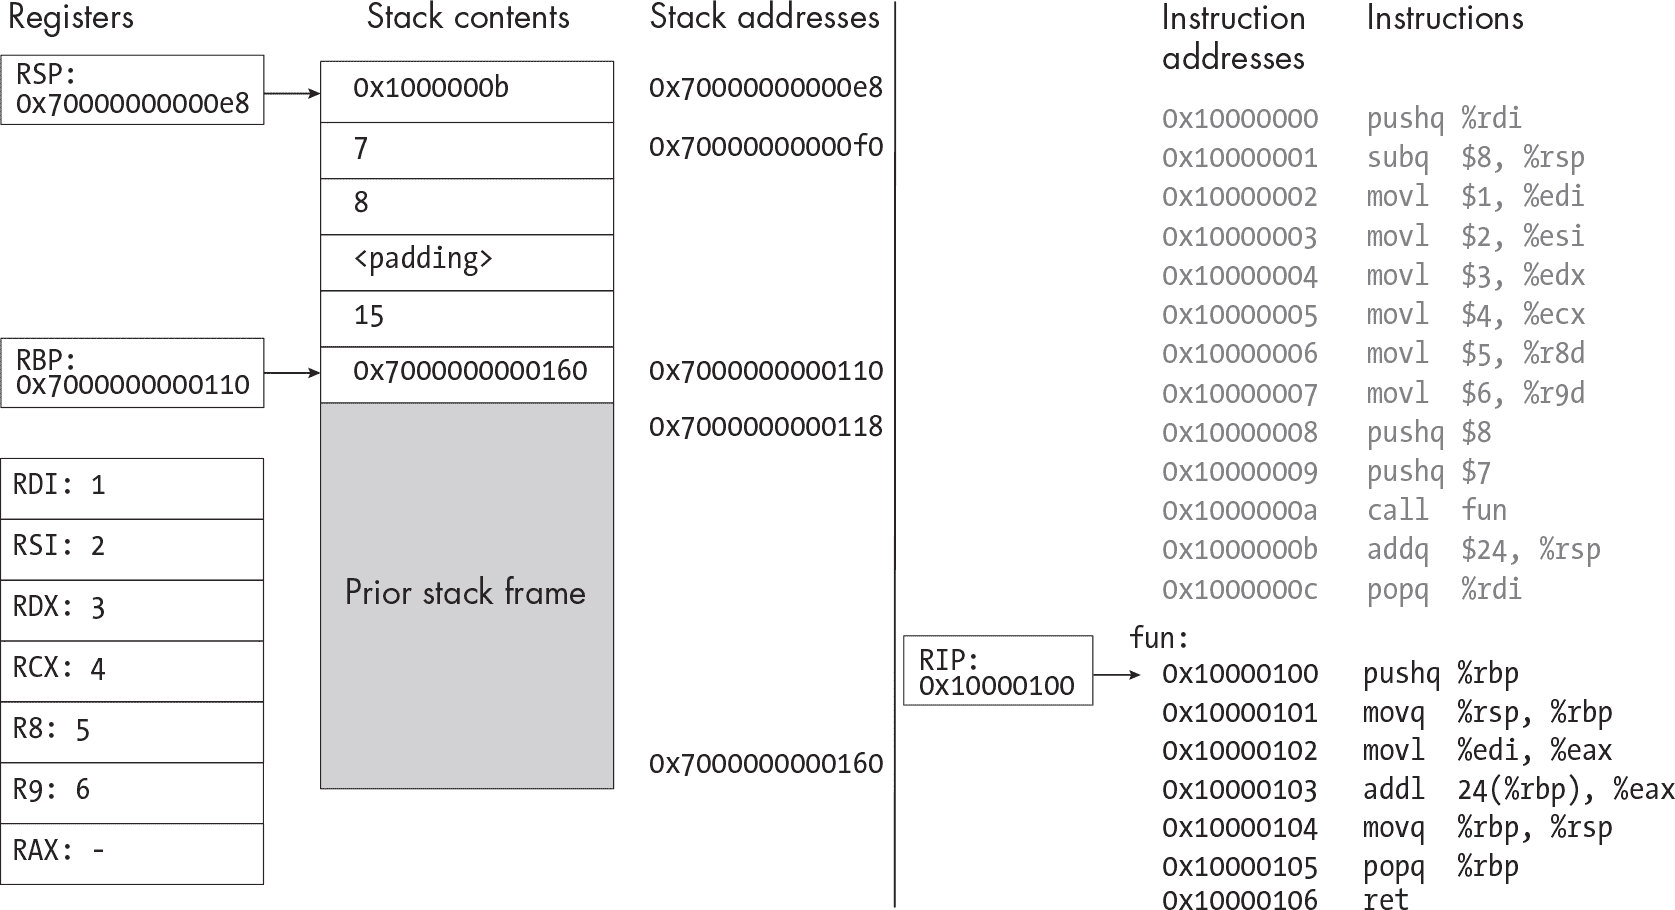 Registers
Stack contents
Stack addresses
Instruction
addresses
Instructions
RSP:
0x70000000000e8
0x1000000b
0x70000000000e8
7
0x70000000000f0
8
<padding>
15
RBP:
0x7000000000110
0x7000000000160
0x7000000000110
0x7000000000118
RDI: 1
RSI: 2
RDX: 3
RCX: 4
R8: 5
R9: 6
RAX: -
Prior stack frame
0x7000000000160
0x10000000 pushq %rdi
0x10000001 subq $8, %rsp
0x10000002 movl $1, %edi
0x10000003 movl $2, %esi
0x10000004 movl $3, %edx
0x10000005 movl $4, %ecx
0x10000006 movl $5, %r8d
0x10000007 movl $6, %r9d
0x10000008 pushq $8
0x10000009 pushq $7
0x1000000a call fun
0x1000000b addq $24, %rsp
0x1000000c popq %rdi
fun:
RIP:
0x10000100
0x10000100 pushq %rbp
0x10000101 movq %rsp, %rbp
0x10000102 movl %edi, %eax
0x10000103 addl 24(%rbp), %eax
0x10000104 movq %rbp, %rsp
0x10000105 popq %rbp
0x10000106 ret